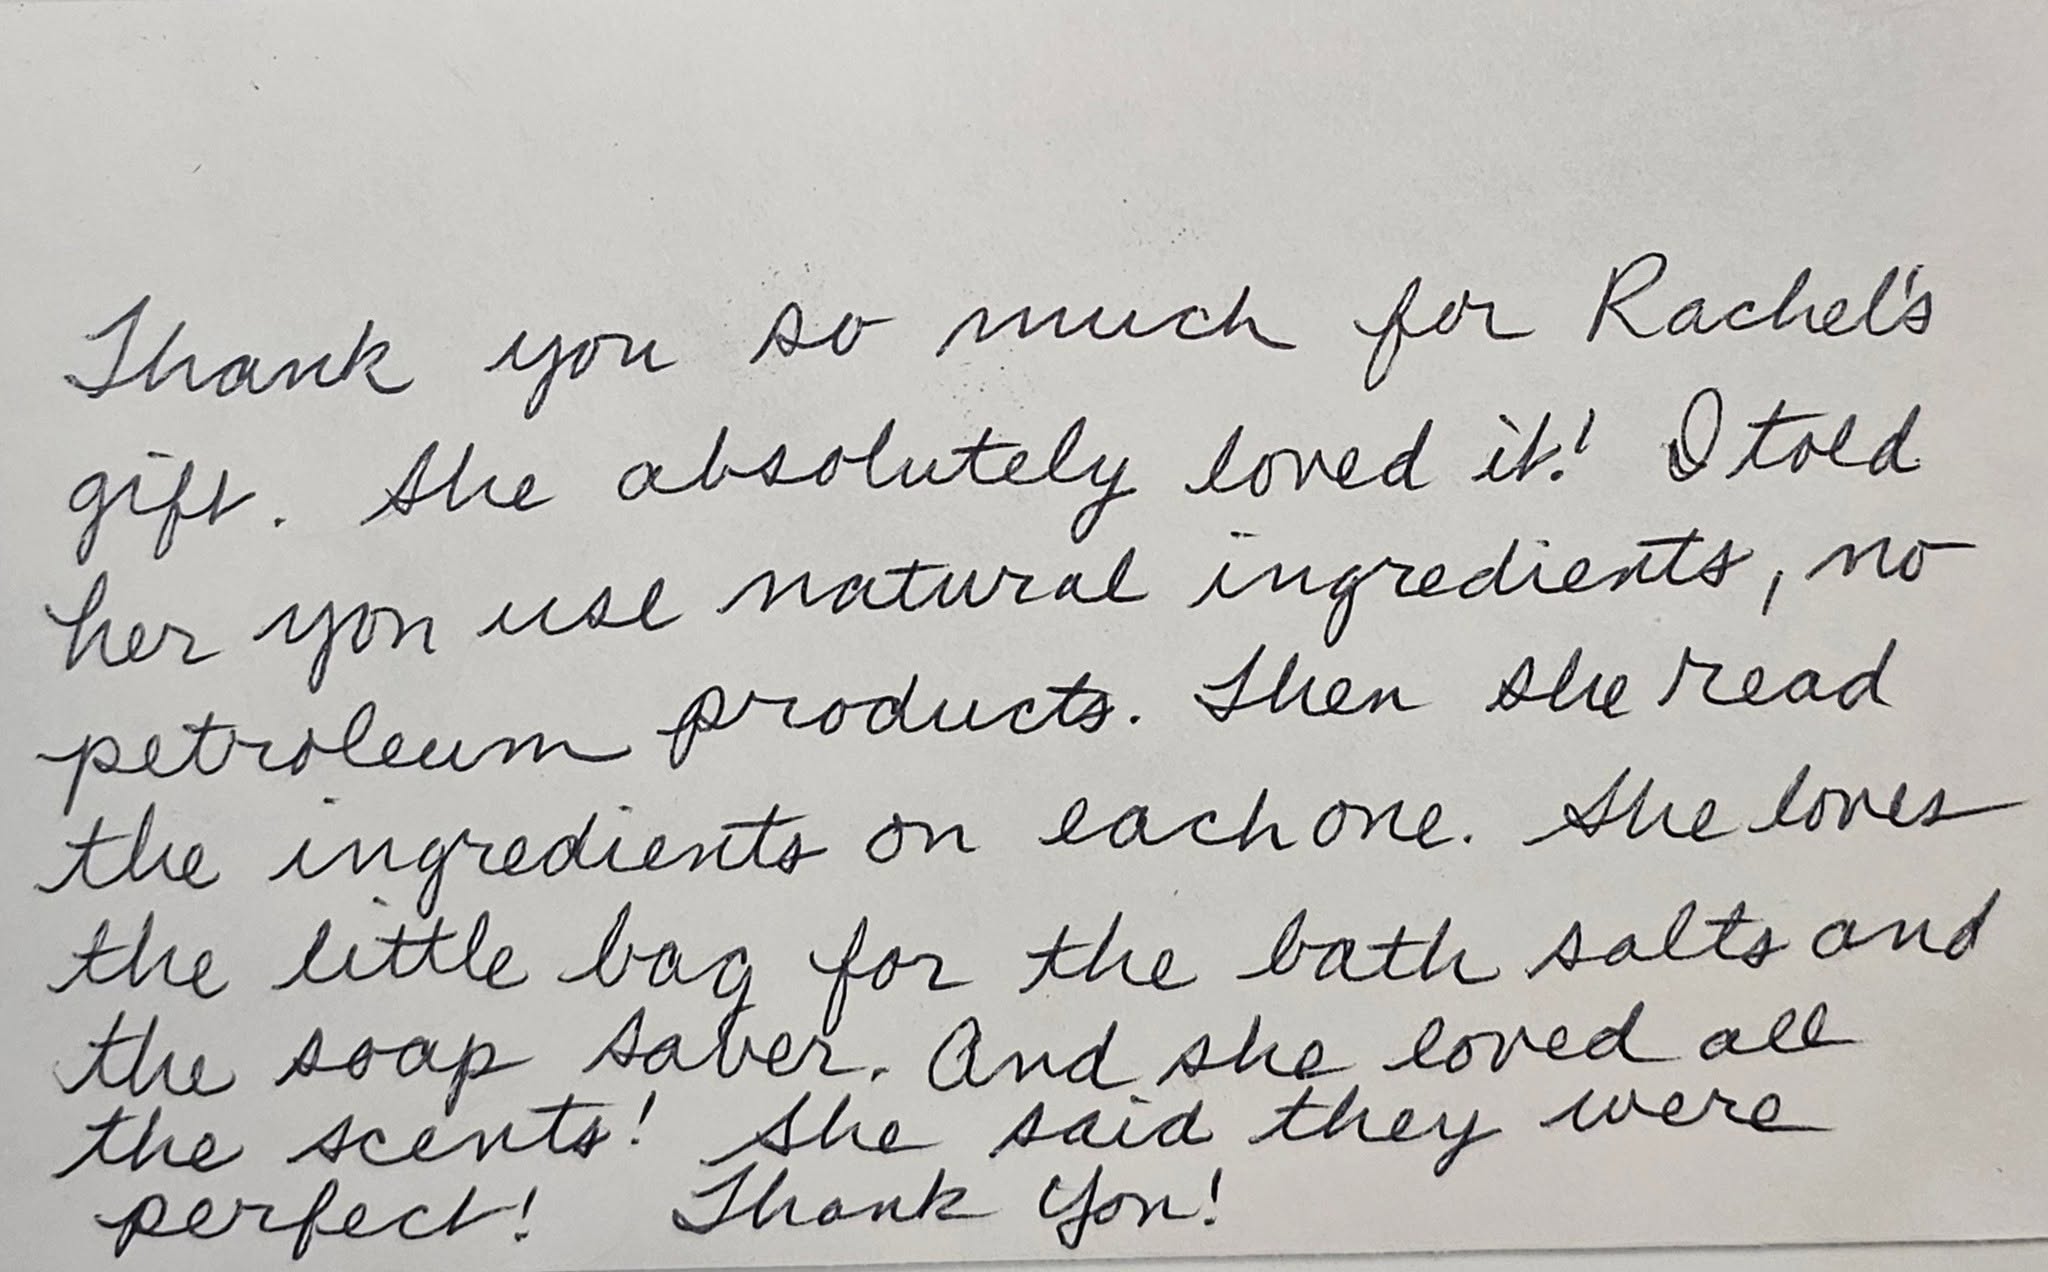 Thank you so much for Rachel's
gift. She absolutely loved it! I told
her you use natural ingredients, no
petroleum products. Then she read
the ingredients on each one. She loves
the little bag for the bath salts and
the soap saver. And she loved all
the scents! She said they were
perfect! Thank You!